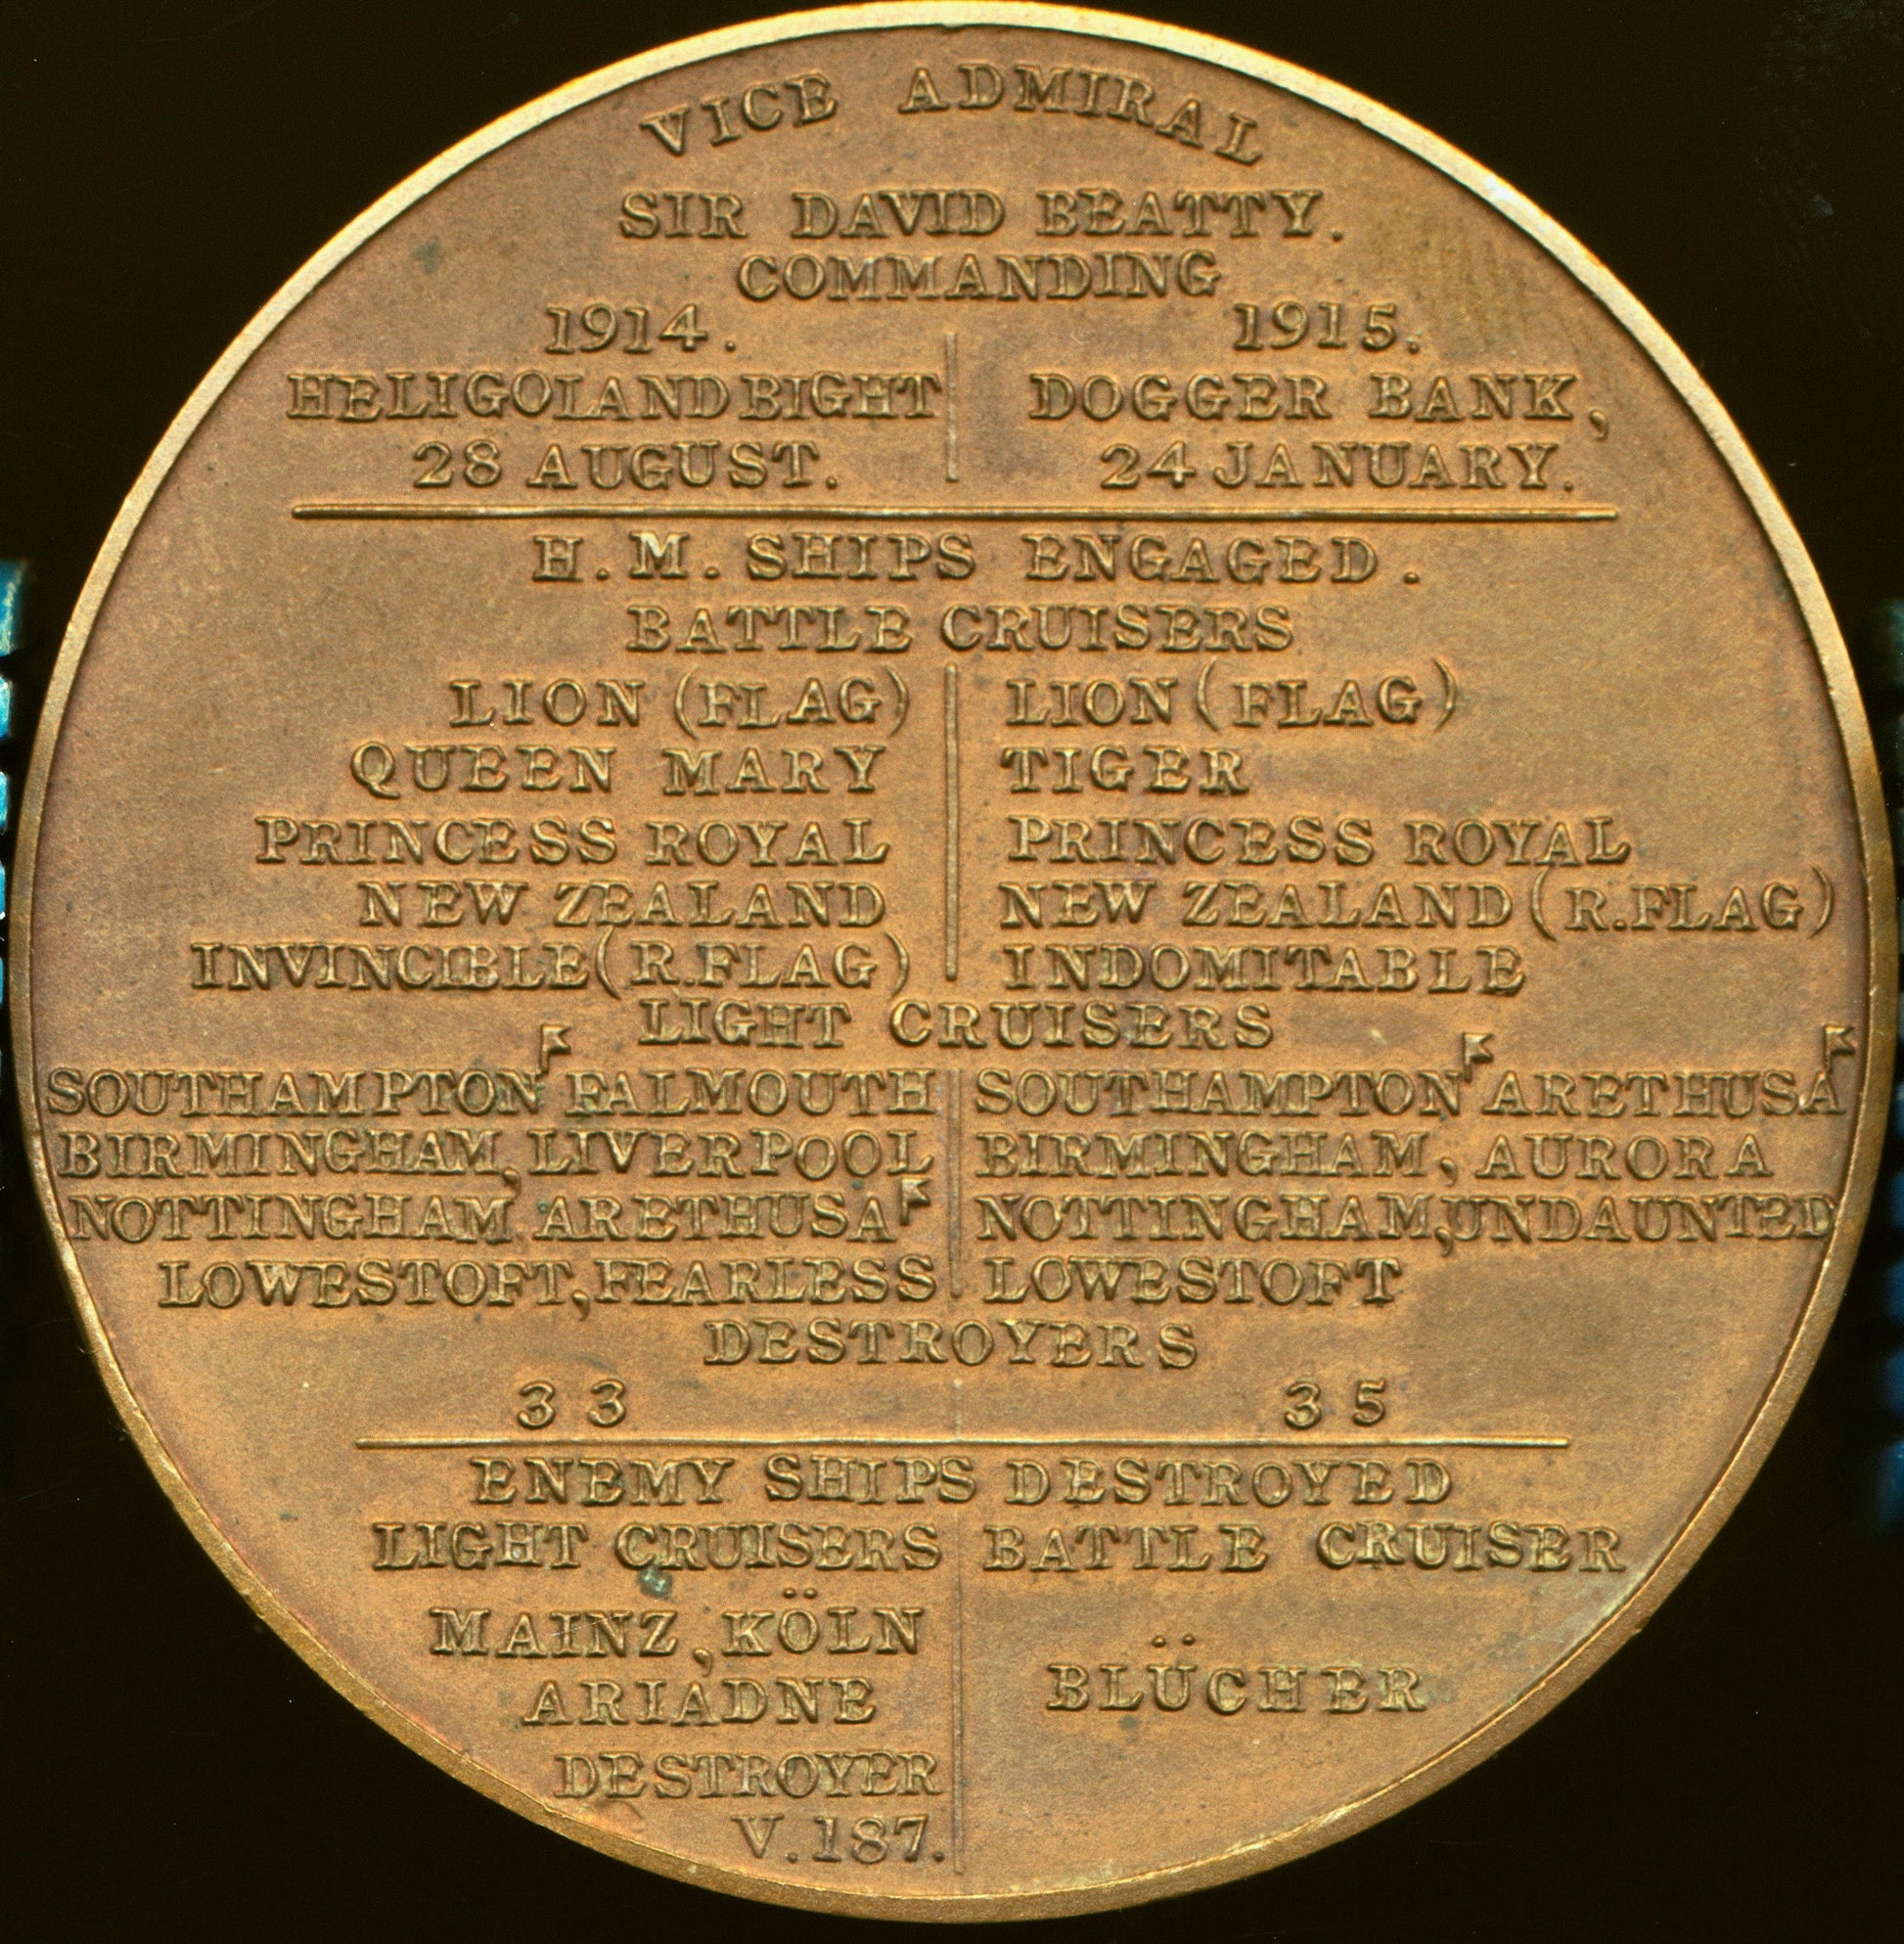 VICE ADMIRAL
SIR DAVID BEATTY.
COMMANDING
1914. 1915.
HELIGOLAND BIGHT DOGGER BANK,
28 AUGUST. 24 JANUARY.
H.M. SHIPS ENGAGED.
BATTLE CRUISERS
LION (FLAG) LION (FLAG)
QUEEN MARY TIGER
PRINCESS ROYAL PRINCESS ROYAL
NEW ZEALAND NEW ZEALAND (R.FLAG)
INVINCIBLE (R.FLAG) INDOMITABLE
LIGHT CRUISERS
SOUTHAMPTON FALMOUTH SOUTHAMPTON ARETHUSA
BIRMINGHAM, LIVERPOOL BIRMINGHAM, AURORA
NOTTINGHAM ARETHUSA NOTTINGHAM, UNDAUNTED
LOWESTOFT, FEARLESS LOWESTOFT
DESTROYERS
33 35
ENEMY SHIPS DESTROYED
LIGHT CRUISERS BATTLE CRUISER
MAINZ, KÖLN
ARIADNE BLÜCHER
DESTROYER
V.187.